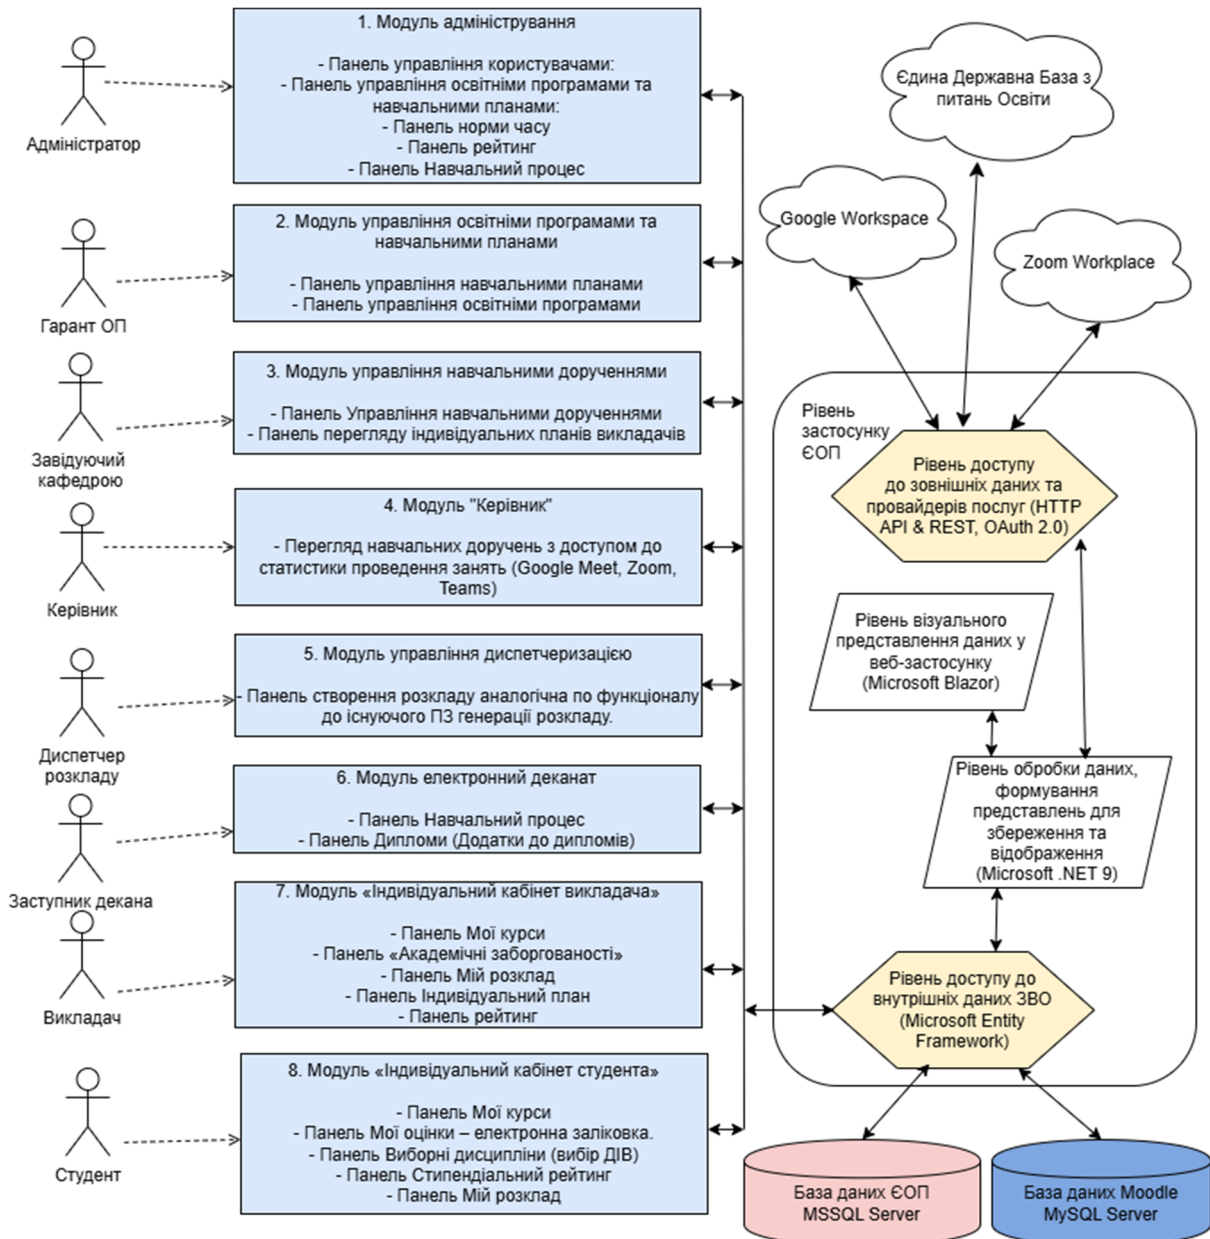 Адміністратор
1. Модуль адміністрування
- Панель управління користувачами:
- Панель управління освітніми програмами та
навчальними планами:
- Панель норми часу
- Панель рейтинг
- Панель Навчальний процес
Гарант ОП
2. Модуль управління освітніми програмами та
навчальними планами
- Панель управління навчальними планами
- Панель управління освітніми програмами
Завідуючий
кафедрою
3. Модуль управління навчальними дорученнями
- Панель Управління навчальними дорученнями
- Панель перегляду індивідуальних планів викладачів
Керівник
4. Модуль "Керівник"
- Перегляд навчальних доручень з доступом до
статистики проведення занять (Google Meet, Zoom,
Teams)
Диспетчер
розкладу
5. Модуль управління диспетчеризацією
- Панель створення розкладу аналогічна по функціоналу
до існуючого ПЗ генерації розкладу.
Заступник декана
6. Модуль електронний деканат
- Панель Навчальний процес
- Панель Дипломи (Додатки до дипломів)
Викладач
7. Модуль «Індивідуальний кабінет викладача»
- Панель Мої курси
- Панель «Академічні заборгованості»
- Панель Мій розклад
- Панель Індивідуальний план
- Панель рейтинг
Студент
8. Модуль «Індивідуальний кабінет студента»
- Панель Мої курси
- Панель Мої оцінки – електронна заліковка.
- Панель Виборні дисципліни (вибір ДІВ)
- Панель Стипендіальний рейтинг
- Панель Мій розклад
Єдина Державна База з
питань Освіти
Google Workspace
Zoom Workplace
Рівень
застосунку
ЄОП
Рівень доступу
до зовнішніх даних та
провайдерів послуг (HTTP
API & REST, OAuth 2.0)
Рівень візуального
представлення даних у
веб-застосунку
(Microsoft Blazor)
Рівень обробки даних,
формування
представлень для
збереження та
відображення
(Microsoft .NET 9)
Рівень доступу до
внутрішніх даних ЗВО
(Microsoft Entity
Framework)
База даних ЄОП
MSSQL Server
База даних Moodle
MySQL Server